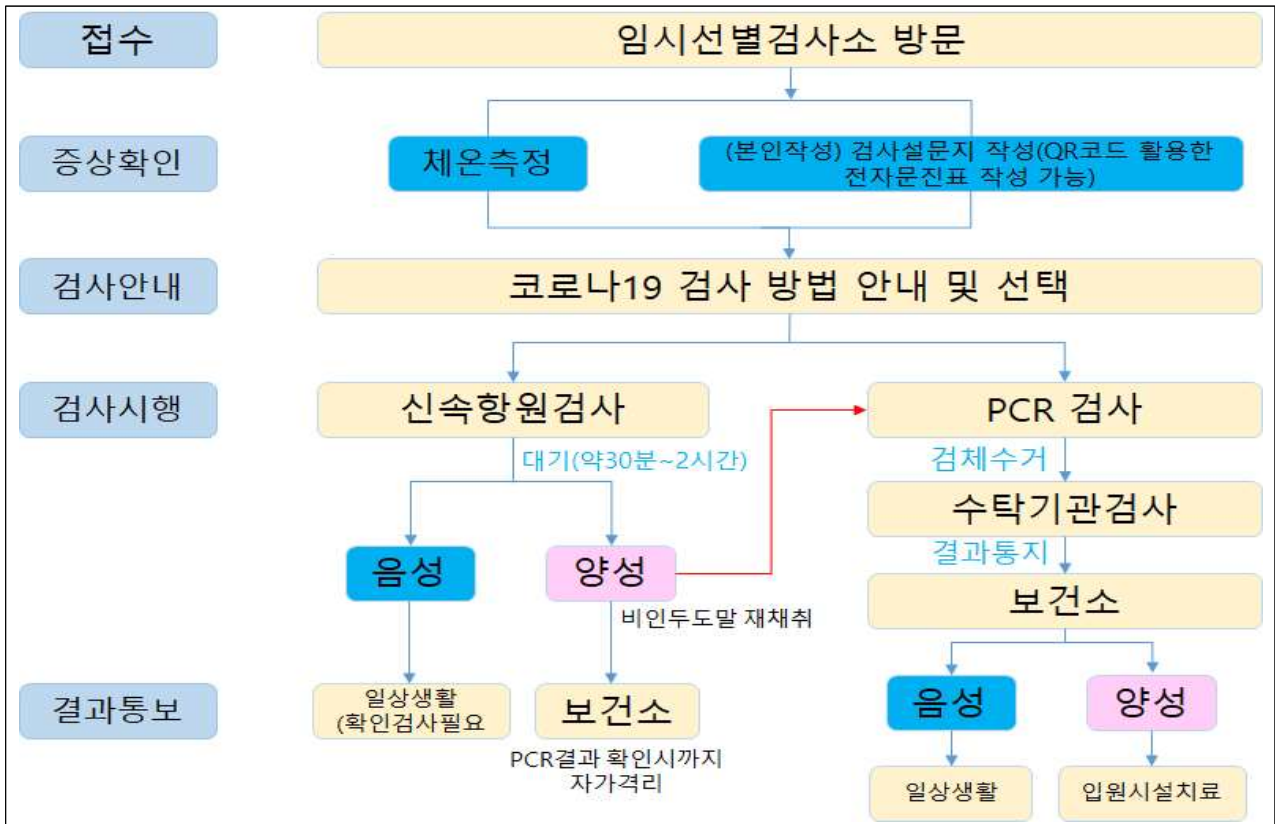 접수
임시선별검사소 방문
증상확인
체온측정
(본인작성) 검사설문지 작성(QR코드 활용한
전자문진표 작성 가능)
검사안내
코로나19 검사 방법 안내 및 선택
검사시행
신속항원검사
PCR 검사
대기(약30분~2시간)
검체수거
수탁기관검사
음성
양성
결과통지
비인두도말 재채취
보건소
결과통보
일상생활
(확인검사필요
보건소
PCR결과 확인시까지
자가격리
음성
양성
일상생활
입원시설치료